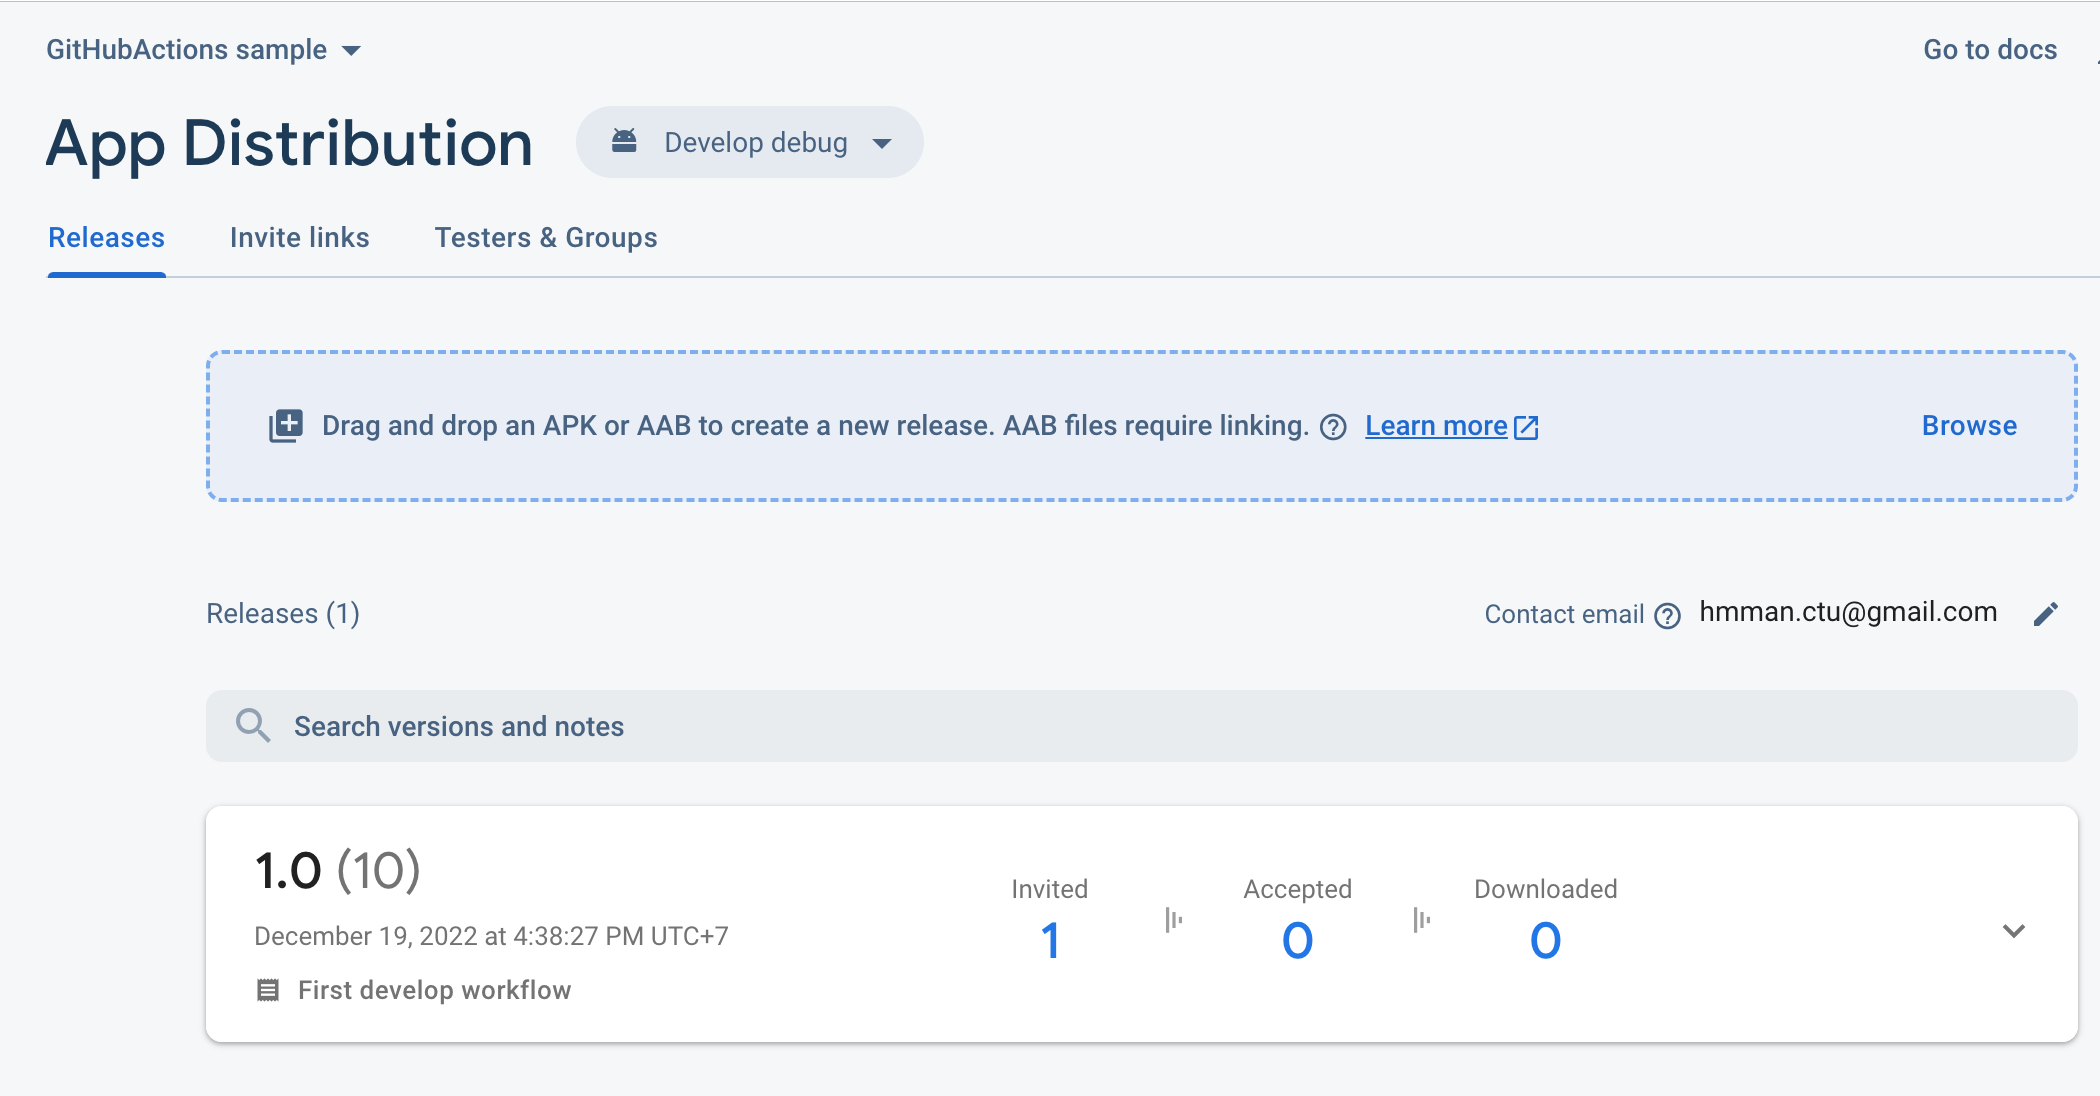 GitHubActions sample
Go to docs
App Distribution
Develop debug
Releases
Invite links
Testers & Groups
Drag and drop an APK or AAB to create a new release. AAB files require linking. Learn more
Browse
Releases (1)
Contact email
hmman.ctu@gmail.com
Search versions and notes
1.0 (10)
December 19, 2022 at 4:38:27 PM UTC+7
First develop workflow
Invited
1
Accepted
0
Downloaded
0